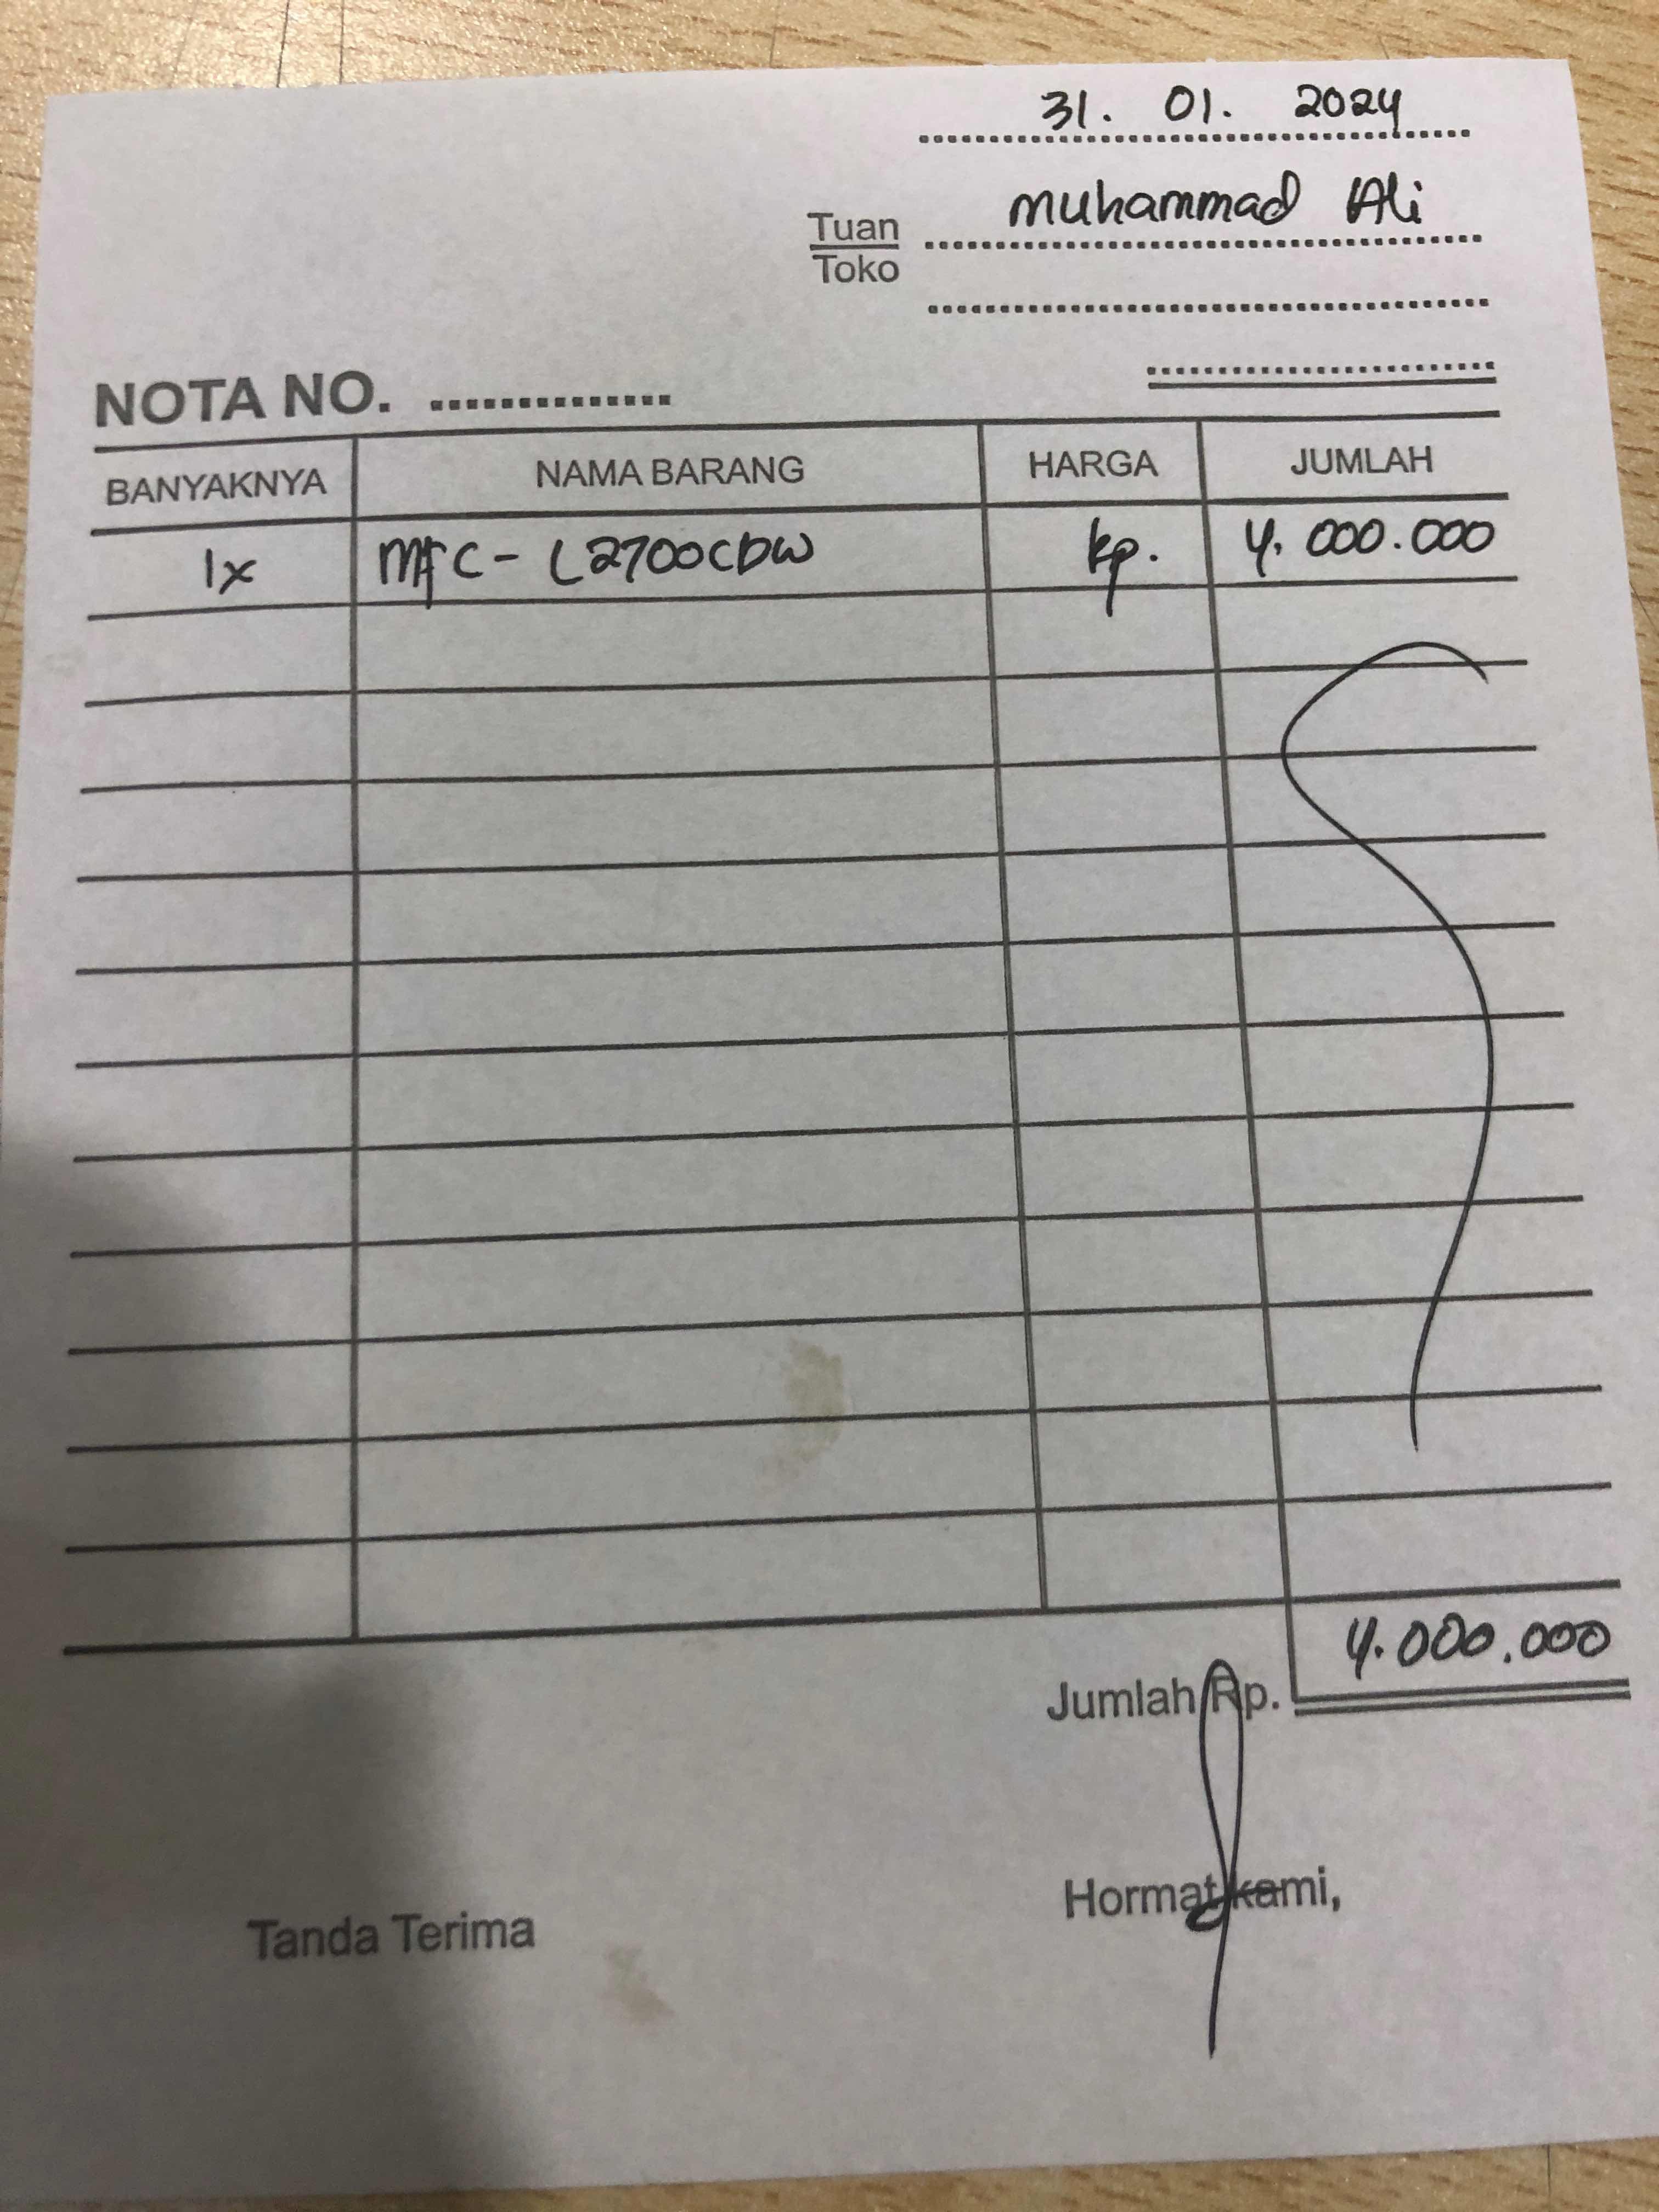 31. 01. 2024
Tuan Muhammad Ali
Toko
NOTA NO. ...............
BANYAKNYA NAMA BARANG HARGA JUMLAH
1x MFC-L2700CDW Rp. 4.000.000
Jumlah Rp. 4.000.000
Tanda Terima Hormat kami,